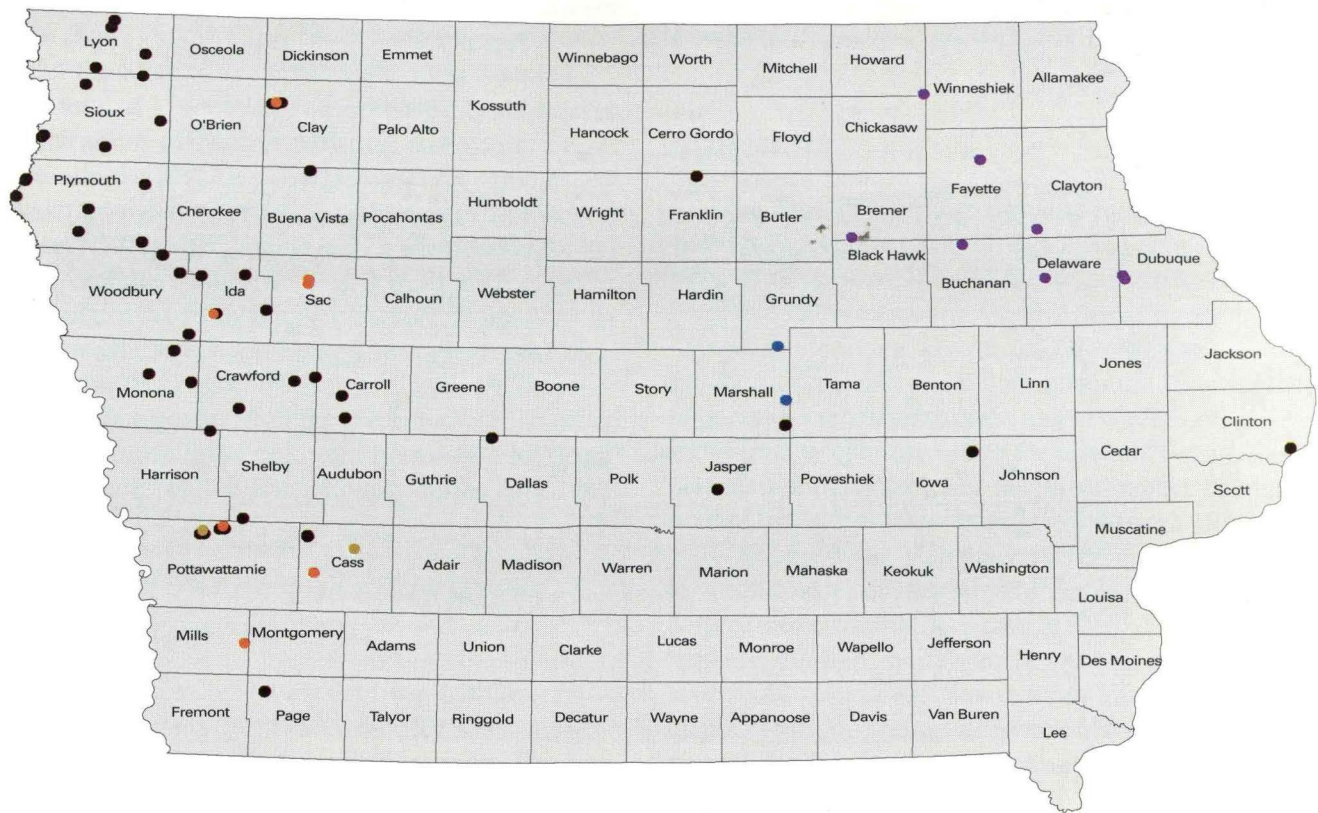 Lyon
Osceola
Dickinson
Emmet
Winnebago
Worth
Mitchell
Howard
Winneshiek
Allamakee
Kossuth
Sioux
O'Brien
Clay
Palo Alto
Hancock
Cerro Gordo
Floyd
Chickasaw
Plymouth
Cherokee
Buena Vista
Pocahontas
Humboldt
Wright
Franklin
Butler
Bremer
Fayette
Clayton
Woodbury
Ida
Sac
Calhoun
Webster
Hamilton
Hardin
Grundy
Black Hawk
Buchanan
Delaware
Dubuque
Monona
Crawford
Carroll
Greene
Boone
Story
Marshall
Tama
Benton
Linn
Jones
Jackson
Clinton
Harrison
Shelby
Audubon
Guthrie
Dallas
Polk
Jasper
Poweshiek
Iowa
Johnson
Cedar
Scott
Muscatine
Pottawattamie
Cass
Adair
Madison
Warren
Marion
Mahaska
Keokuk
Washington
Louisa
Mills
Montgomery
Adams
Union
Clarke
Lucas
Monroe
Wapello
Jefferson
Henry
Des Moines
Fremont
Page
Talyor
Ringgold
Decatur
Wayne
Appanoose
Davis
Van Buren
Lee